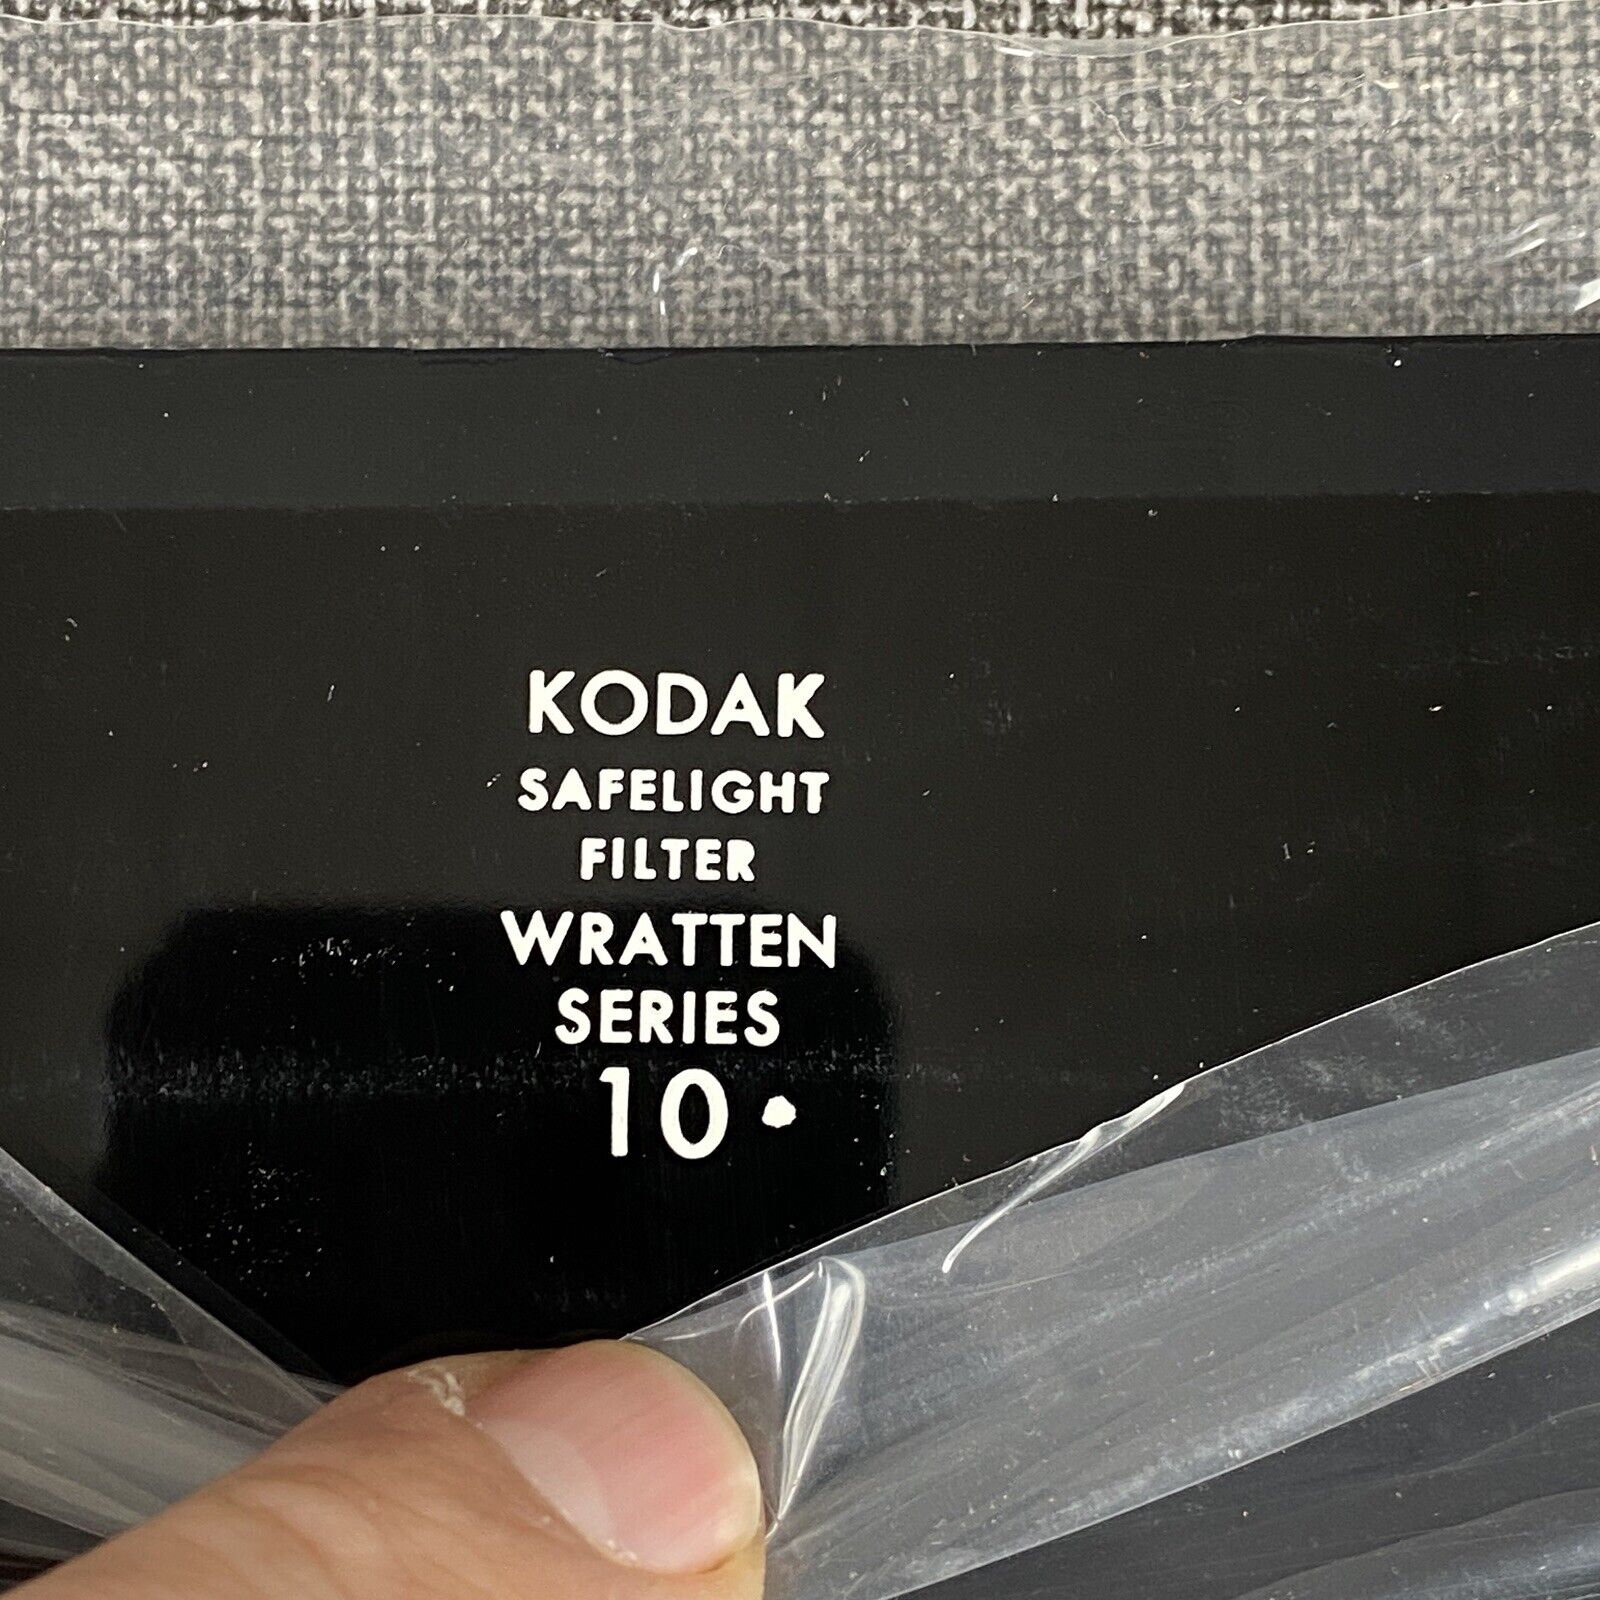 KODAK
SAFELIGHT
FILTER
WRATTEN
SERIES
10 •